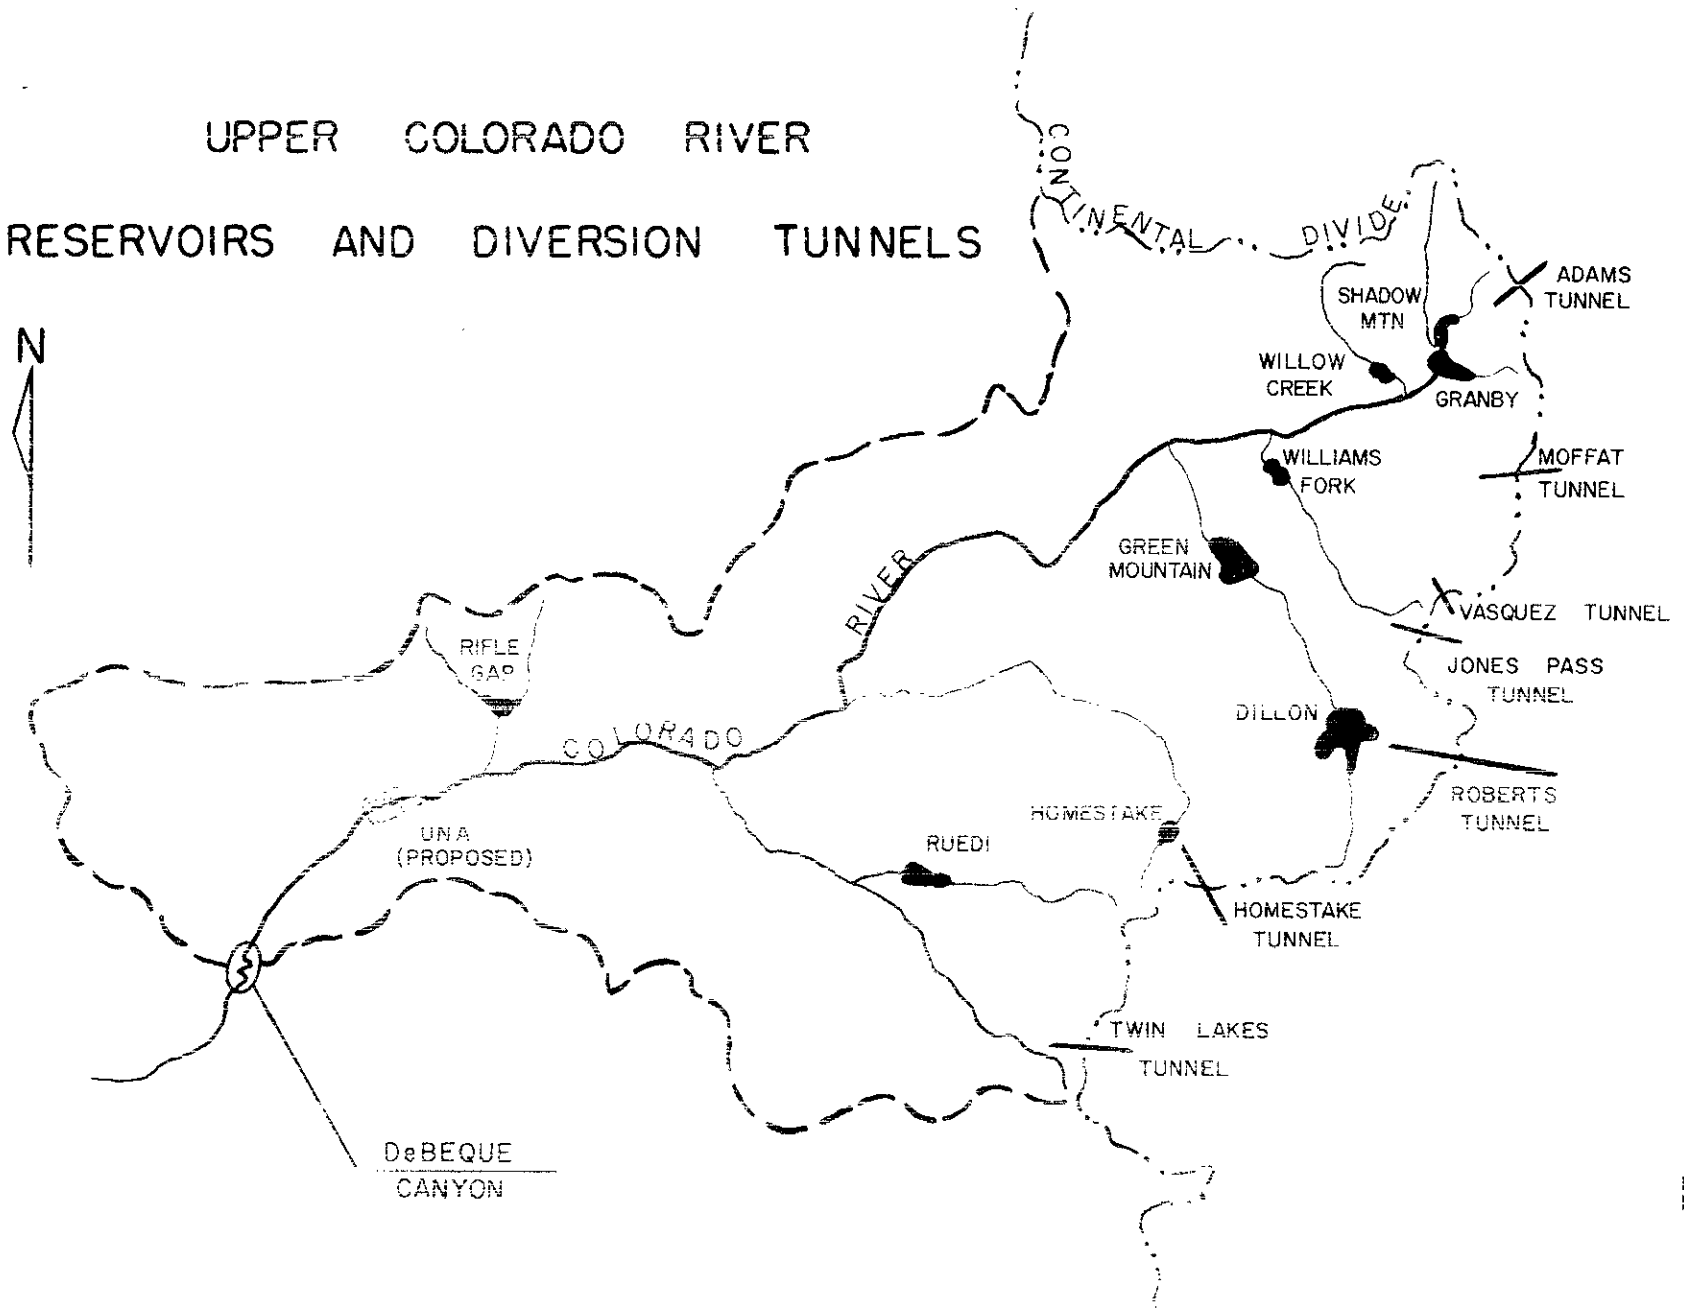 UPPER COLORADO RIVER
RESERVOIRS AND DIVERSION TUNNELS
N
CONTINENTAL DIVIDE
ADAMS
TUNNEL
SHADOW
MTN
WILLOW
CREEK
GRANBY
WILLIAMS
FORK
MOFFAT
TUNNEL
GREEN
MOUNTAIN
VASQUEZ TUNNEL
JONES PASS
TUNNEL
RIFLE
GAP
COLORADO RIVER
DILLON
ROBERTS
TUNNEL
HOMESTAKE
UNA
(PROPOSED)
RUEDI
HOMESTAKE
TUNNEL
TWIN LAKES
TUNNEL
DeBEQUE
CANYON